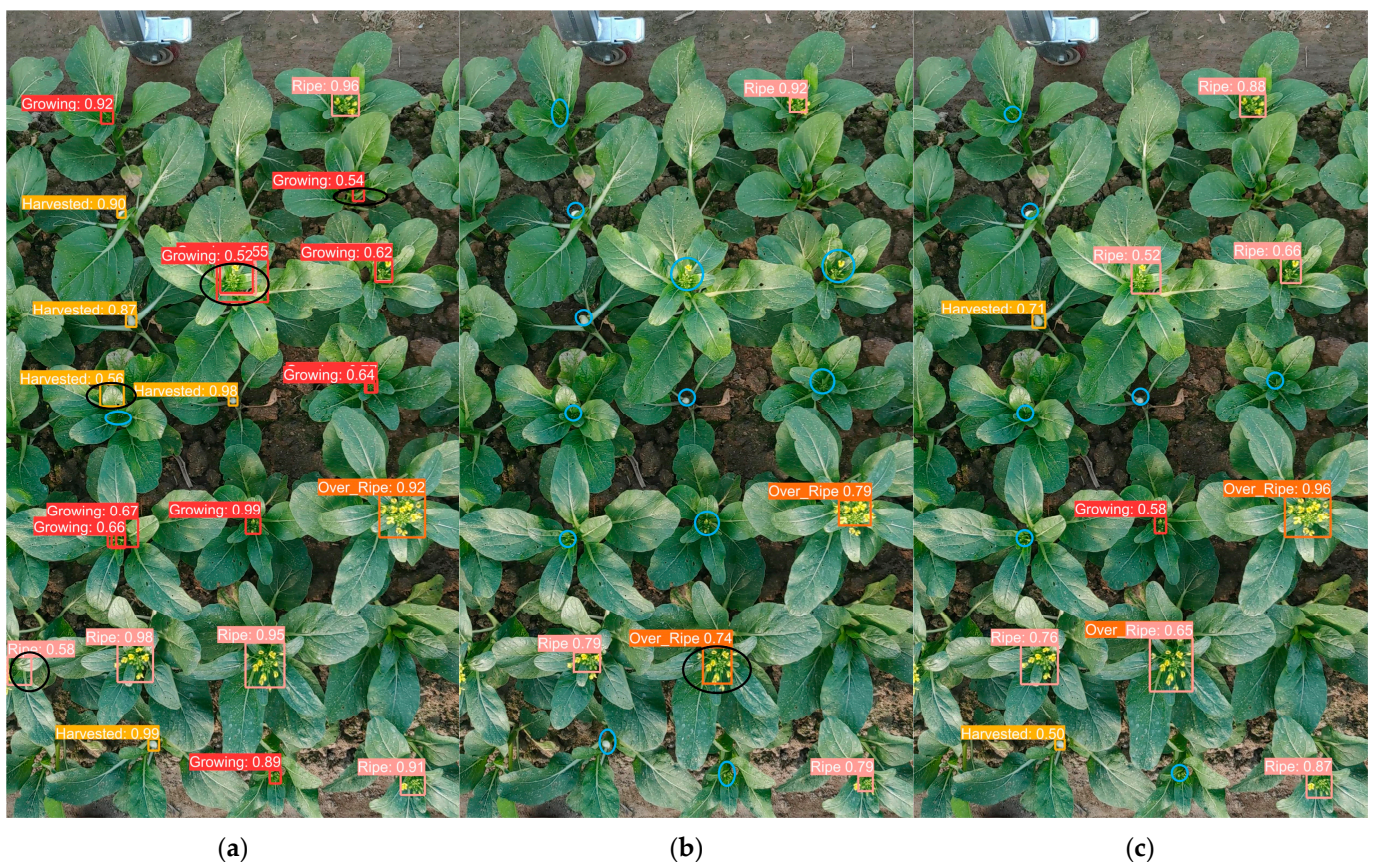 Growing: 0.92
Ripe: 0.96
Growing: 0.54
Harvested: 0.90
Growing: 0.52
55
Growing: 0.62
Harvested: 0.87
Growing: 0.64
Harvested: 0.56
Harvested: 0.98
Over_Ripe: 0.92
Growing: 0.67
Growing: 0.99
Growing: 0.66
Ripe: 0.58
Ripe: 0.98
Ripe: 0.95
Harvested: 0.99
Growing: 0.89
Ripe: 0.91
(a)
Ripe 0.92
Over_Ripe 0.79
Ripe 0.79
Over_Ripe 0.74
Ripe 0.79
(b)
Ripe: 0.88
Ripe: 0.52
Ripe: 0.66
Harvested: 0.71
Over_Ripe: 0.96
Growing: 0.58
Ripe: 0.76
Over_
Ripe: 0.65
Harvested: 0.50
Ripe: 0.87
(c)